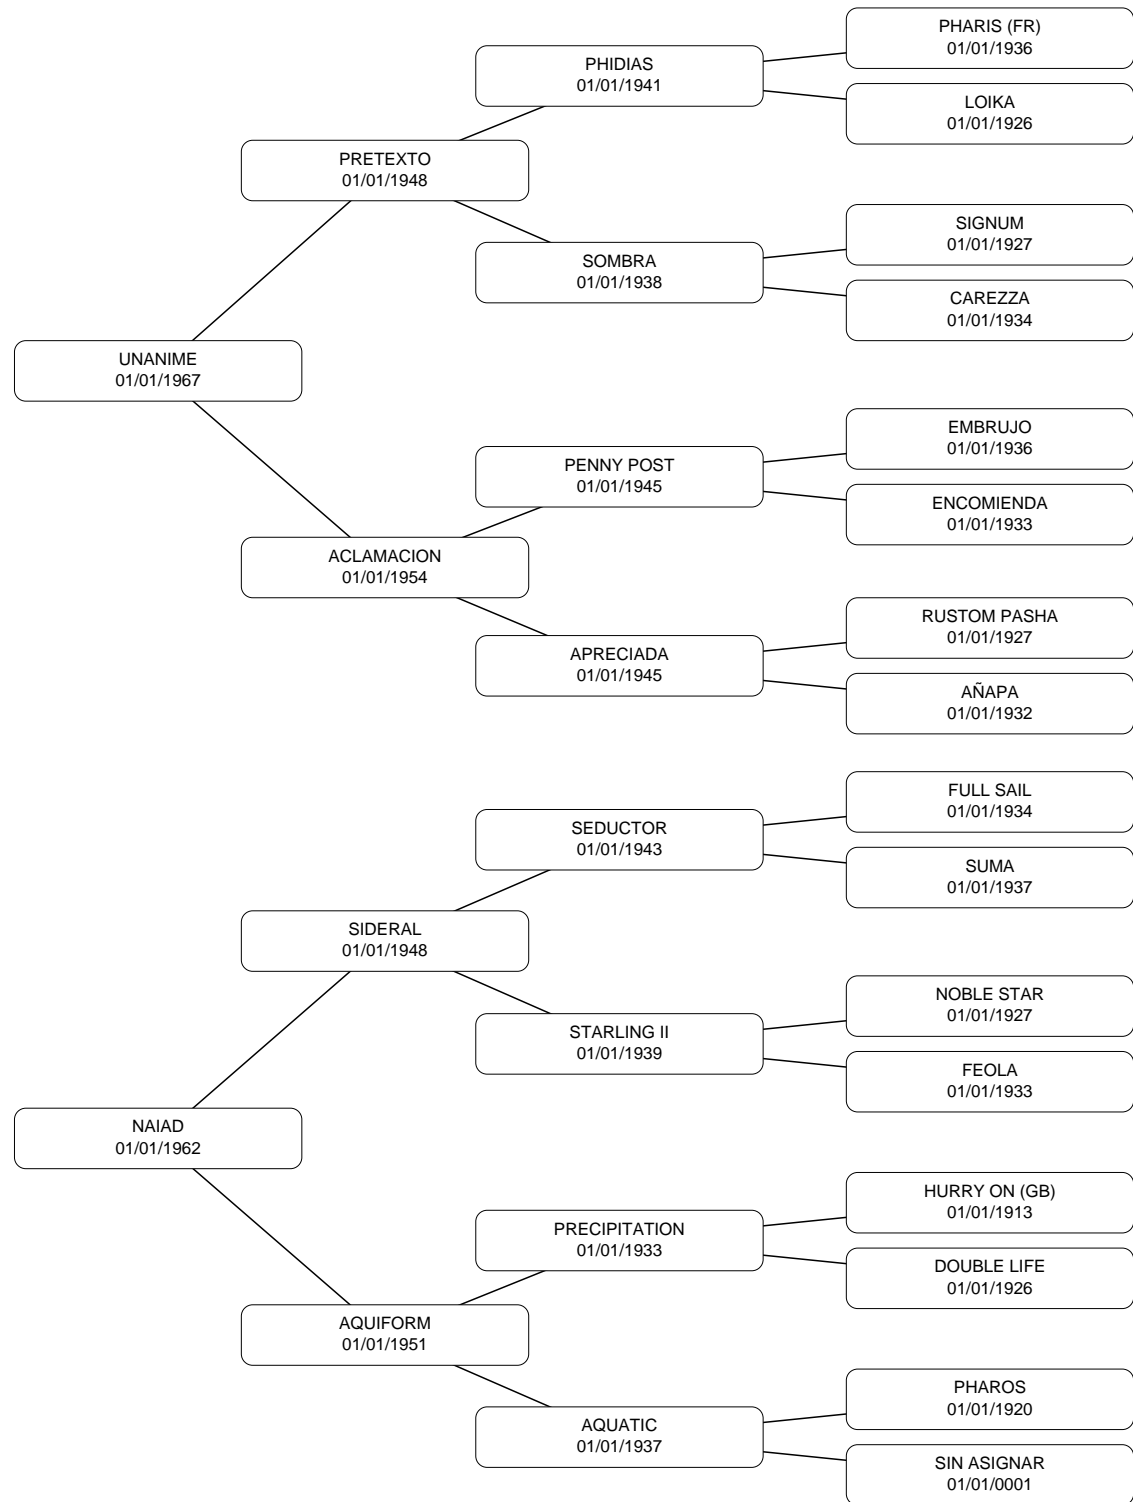 PHARIS (FR)
01/01/1936
PHIDIAS
01/01/1941
LOIKA
01/01/1926
PRETEXTO
01/01/1948
SIGNUM
01/01/1927
SOMBRA
01/01/1938
CAREZZA
01/01/1934
UNANIME
01/01/1967
EMBRUJO
01/01/1936
PENNY POST
01/01/1945
ENCOMIENDA
01/01/1933
ACLAMACION
01/01/1954
RUSTOM PASHA
01/01/1927
APRECIADA
01/01/1945
AÑAPA
01/01/1932
FULL SAIL
01/01/1934
SEDUCTOR
01/01/1943
SUMA
01/01/1937
SIDERAL
01/01/1948
NOBLE STAR
01/01/1927
STARLING II
01/01/1939
FEOLA
01/01/1933
NAIAD
01/01/1962
HURRY ON (GB)
01/01/1913
PRECIPITATION
01/01/1933
DOUBLE LIFE
01/01/1926
AQUIFORM
01/01/1951
PHAROS
01/01/1920
AQUATIC
01/01/1937
SIN ASIGNAR
01/01/0001